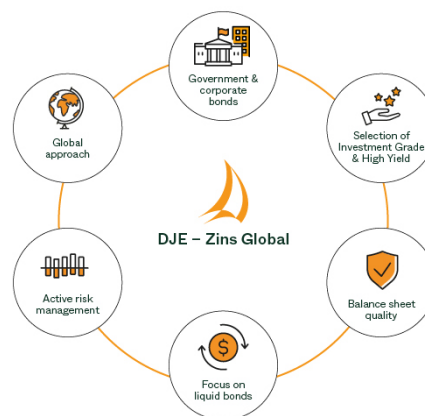 Government &
corporate
bonds
Global
approach
Selection of
Investment Grade
& High Yield
DJE – Zins Global
Active risk
management
Balance sheet
quality
$
Focus on
liquid bonds